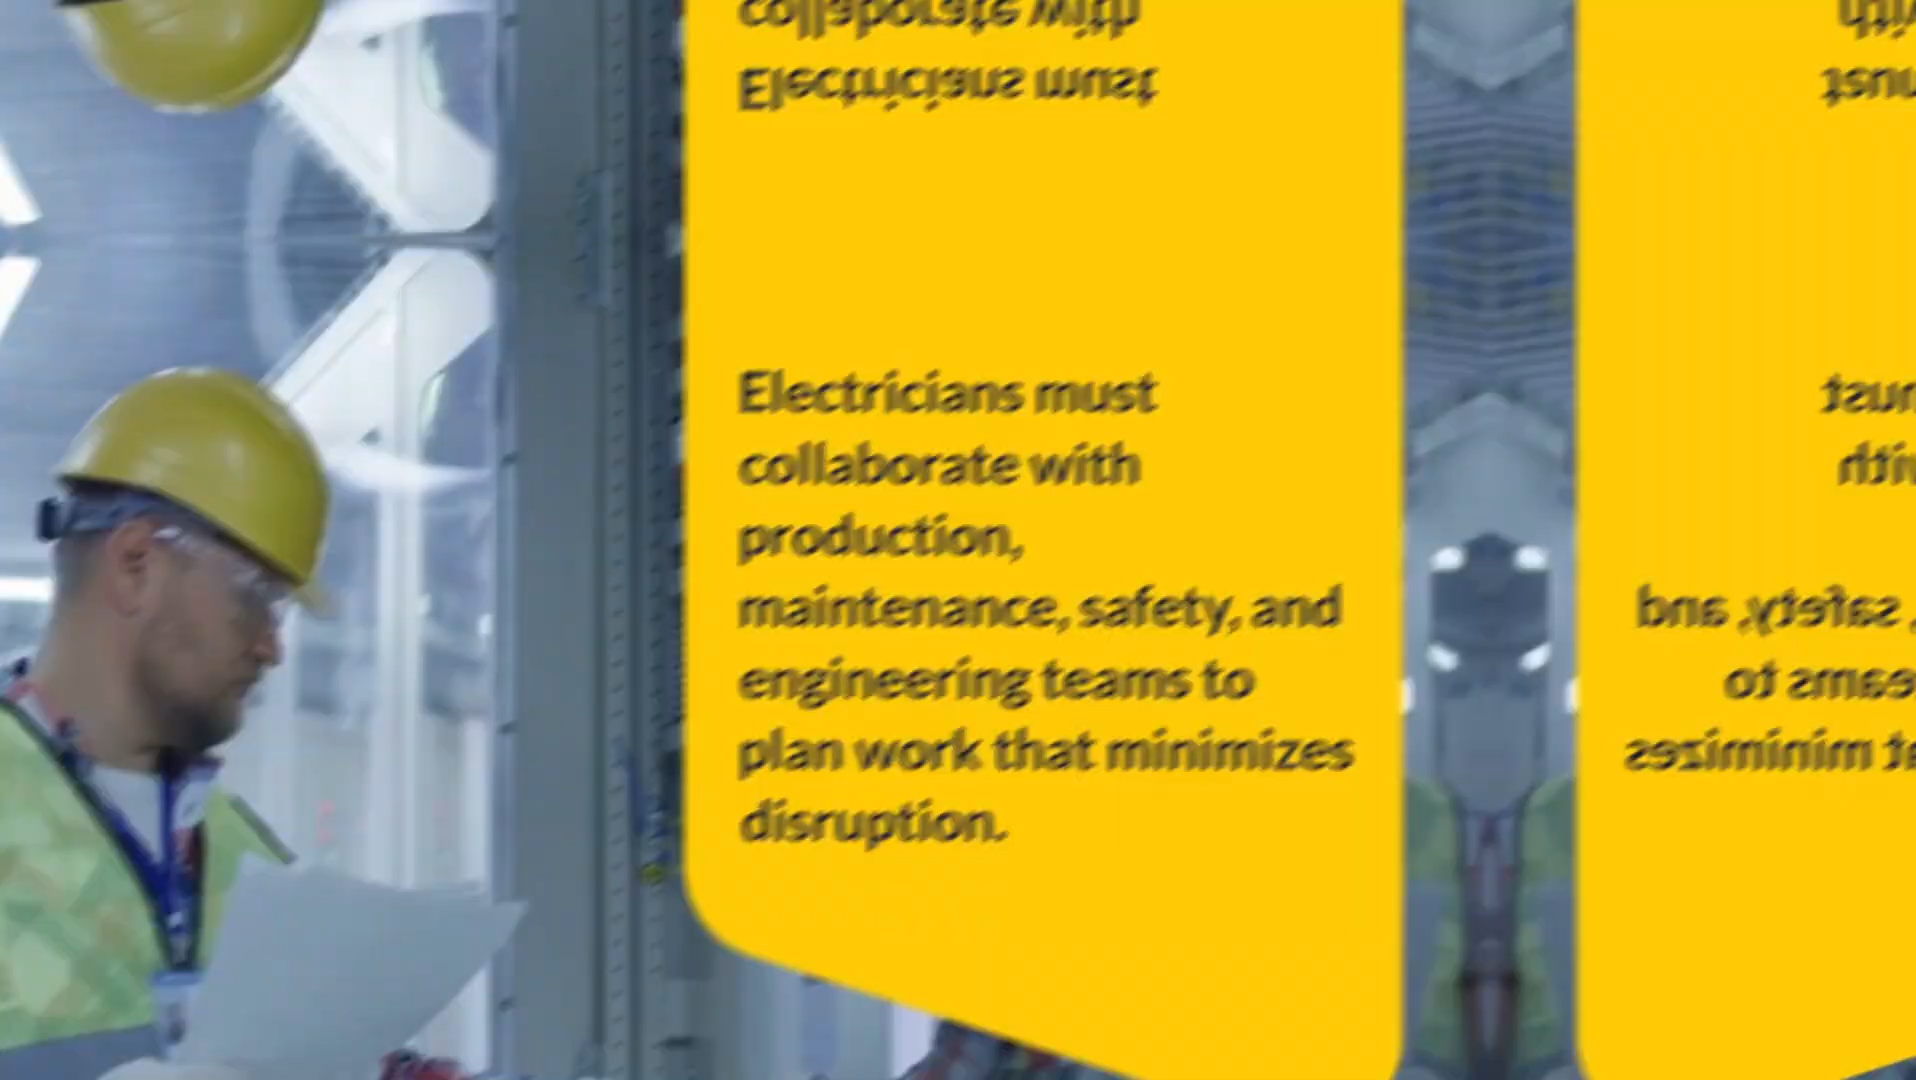 Electricians must
collaborate with
production,
maintenance, safety, and
engineering teams to
plan work that minimizes
disruption.